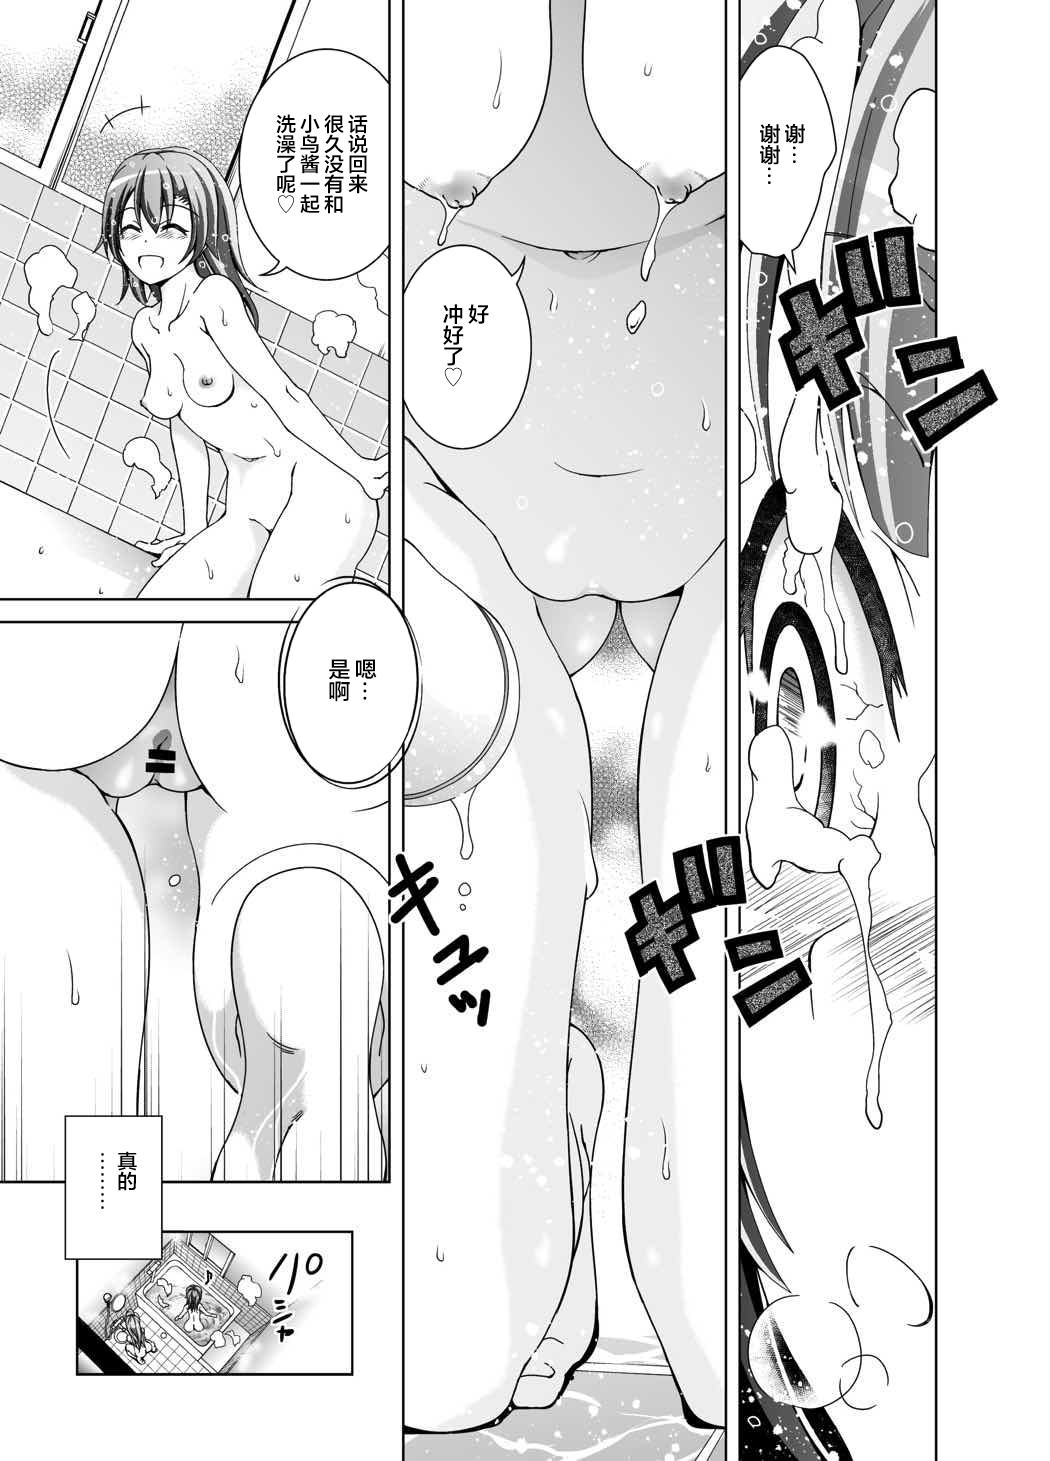 谢…
谢…
ギン
好
冲好了♡
ギン
キュッ
话说回来
很久没有和
小鸟酱一起
洗澡了呢♡
嗯…
是啊
真的
………
パシャ
♪